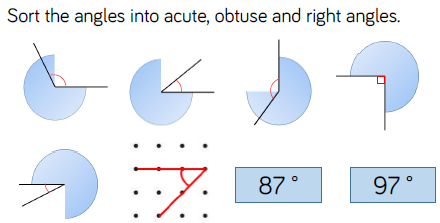 Sort the angles into acute, obtuse and right angles.
87 °
97 °